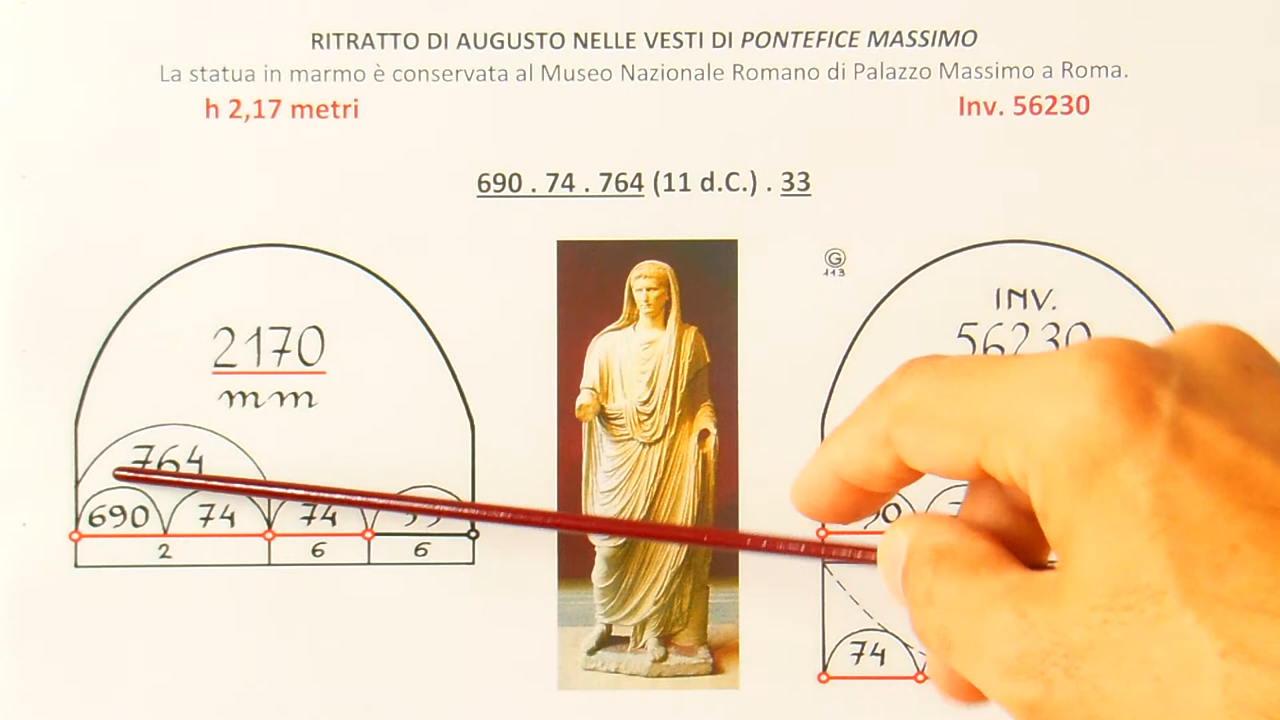 RITRATTO DI AUGUSTO NELLE VESTI DI PONTEFICE MASSIMO
La statua in marmo è conservata al Museo Nazionale Romano di Palazzo Massimo a Roma.
h 2,17 metri
Inv. 56230
690 . 74 . 764 (11 d.C.) . 33
2170
mm
764
690 74 74
2 6 6
G
113
INV.
56230
74